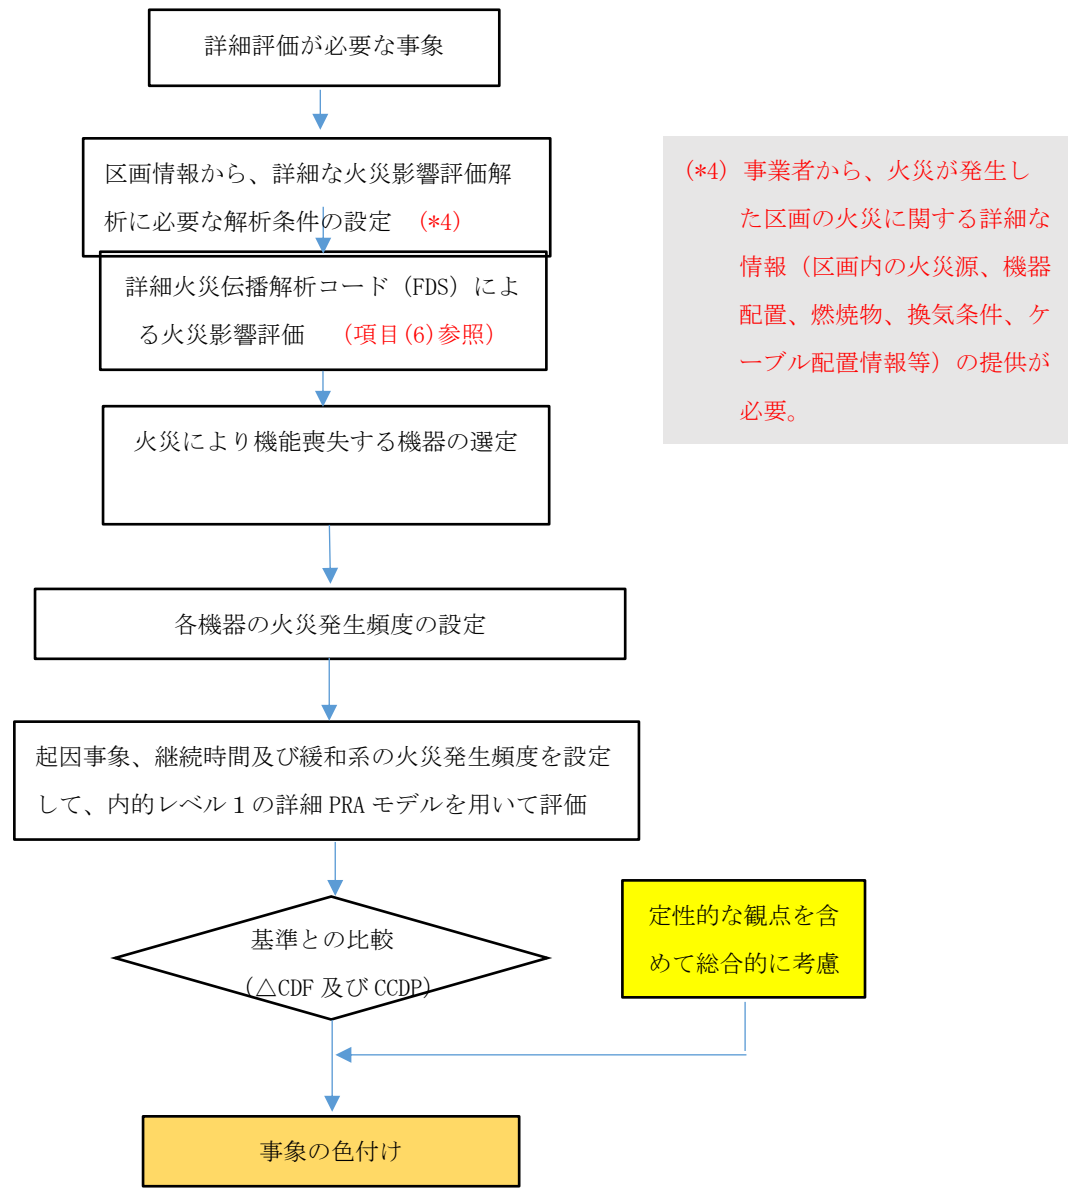 詳細評価が必要な事象
区画情報から、詳細な火災影響評価解
析に必要な解析条件の設定 (*4)
詳細火災伝播解析コード (FDS) によ
る火災影響評価 (項目(6)参照)
火災により機能喪失する機器の選定
各機器の火災発生頻度の設定
起因事象、継続時間及び緩和系の火災発生頻度を設定
して、内的レベル１の詳細 PRA モデルを用いて評価
基準との比較
(△CDF 及び CCDP)
定性的な観点を含
めて総合的に考慮
事象の色付け
(*4) 事業者から、火災が発生し
た区画の火災に関する詳細な
情報（区画内の火災源、機器
配置、燃焼物、換気条件、ケ
ーブル配置情報等）の提供が
必要。